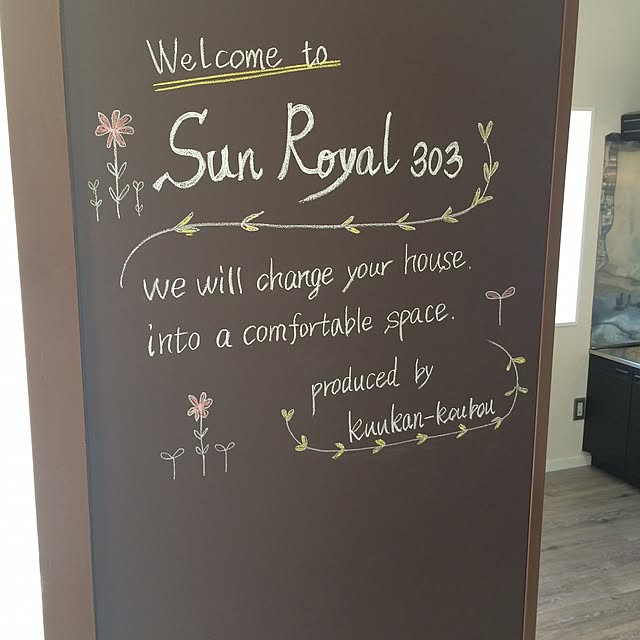 Welcome to
Sun Royal 303
we will change your house.
into a comfortable space.
produced by
kuukan-koubou